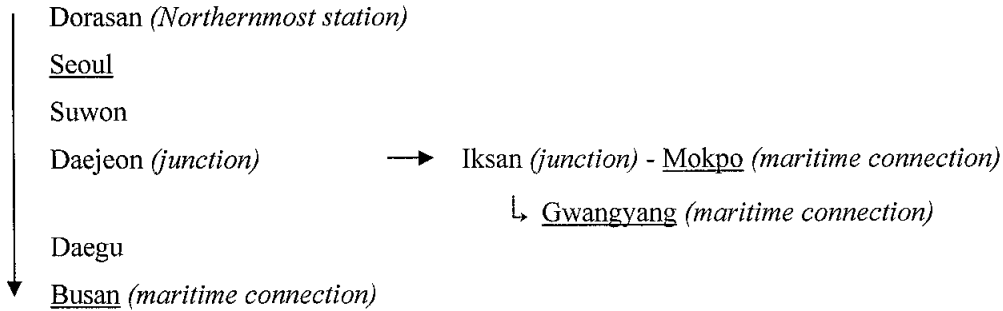 Dorasan (Northernmost station)
Seoul
Suwon
Daejeon (junction) → Iksan (junction) - Mokpo (maritime connection)
↳ Gwangyang (maritime connection)
Daegu
Busan (maritime connection)